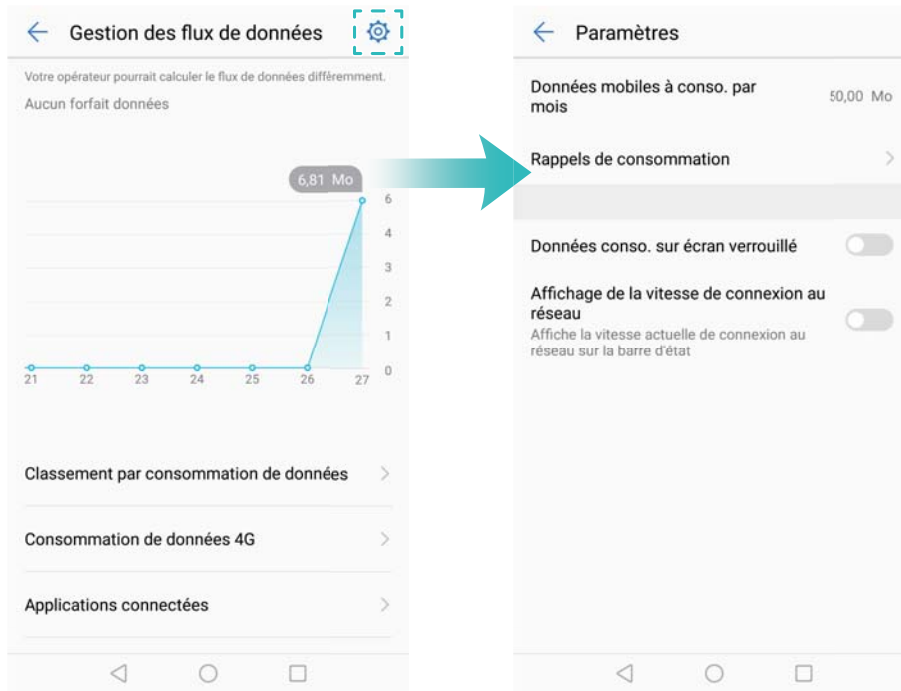 Gestion des flux de données
Votre opérateur pourrait calculer le flux de données différemment.
Aucun forfait données
6,81 Mo
6
4
3
2
1
0
21 22 23 24 25 26 27
Classement par consommation de données
Consommation de données 4G
Applications connectées
Paramètres
Données mobiles à conso. par
mois
50,00 Mo
Rappels de consommation
Données conso. sur écran verrouillé
Affichage de la vitesse de connexion au
réseau
Affiche la vitesse actuelle de connexion au
réseau sur la barre d'état